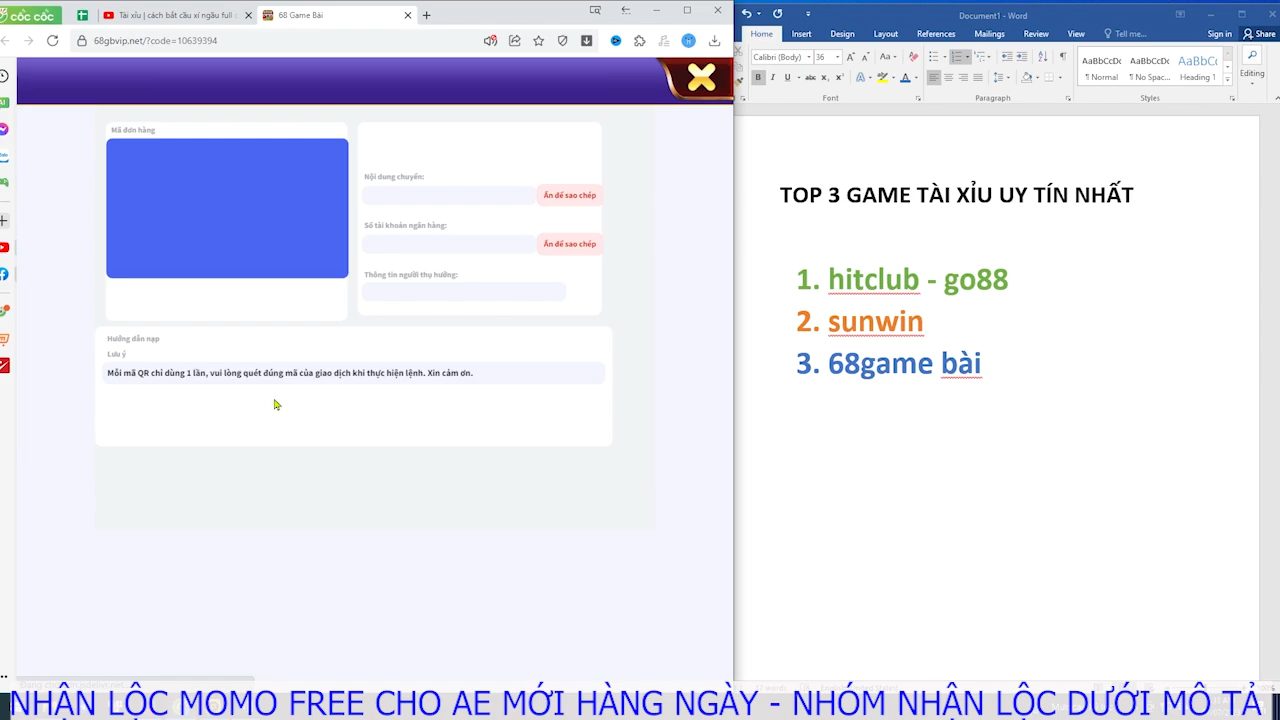 cốc cốc
Tài xỉu | cách bắt cầu xí ngầu full
68 Game Bài
68gbvip.net/?code=10639394
Mã đơn hàng
Nội dung chuyển:
Ấn để sao chép
Số tài khoản ngân hàng:
Ấn để sao chép
Thông tin người thụ hưởng:
Hướng dẫn nạp
Lưu ý
Mỗi mã QR chỉ dùng 1 lần, vui lòng quét đúng mã của giao dịch khi thực hiện lệnh. Xin cảm ơn.
Document1 - Word
Home Insert Design Layout References Mailings Review View Tell me... Sign in Share
Calibri (Body) 36
AaBbCcDc AaBbCcDc AaBbCc
¶ Normal ¶ No Spac... Heading 1
Editing
Font Paragraph Styles
TOP 3 GAME TÀI XỈU UY TÍN NHẤT
1. hitclub - go88
2. sunwin
3. 68game bài
NHẬN LỘC MOMO FREE CHO AE MỚI HÀNG NGÀY - NHÓM NHẬN LỘC DƯỚI MÔ TẢ